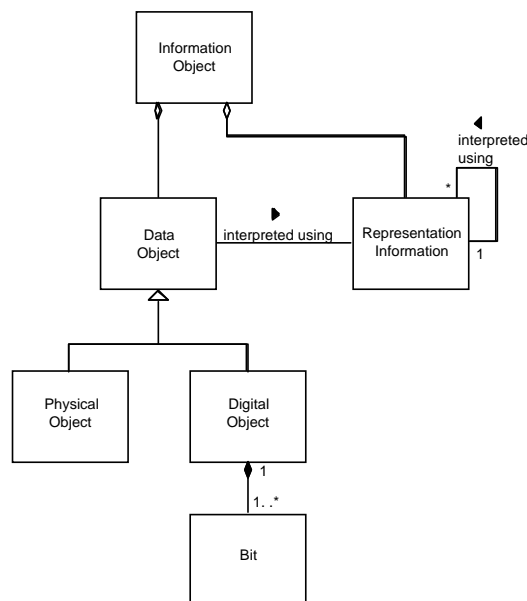 Information
Object
interpreted
using
*
1
Data
Object
interpreted using
Representation
Information
Physical
Object
Digital
Object
1
1. . *
Bit